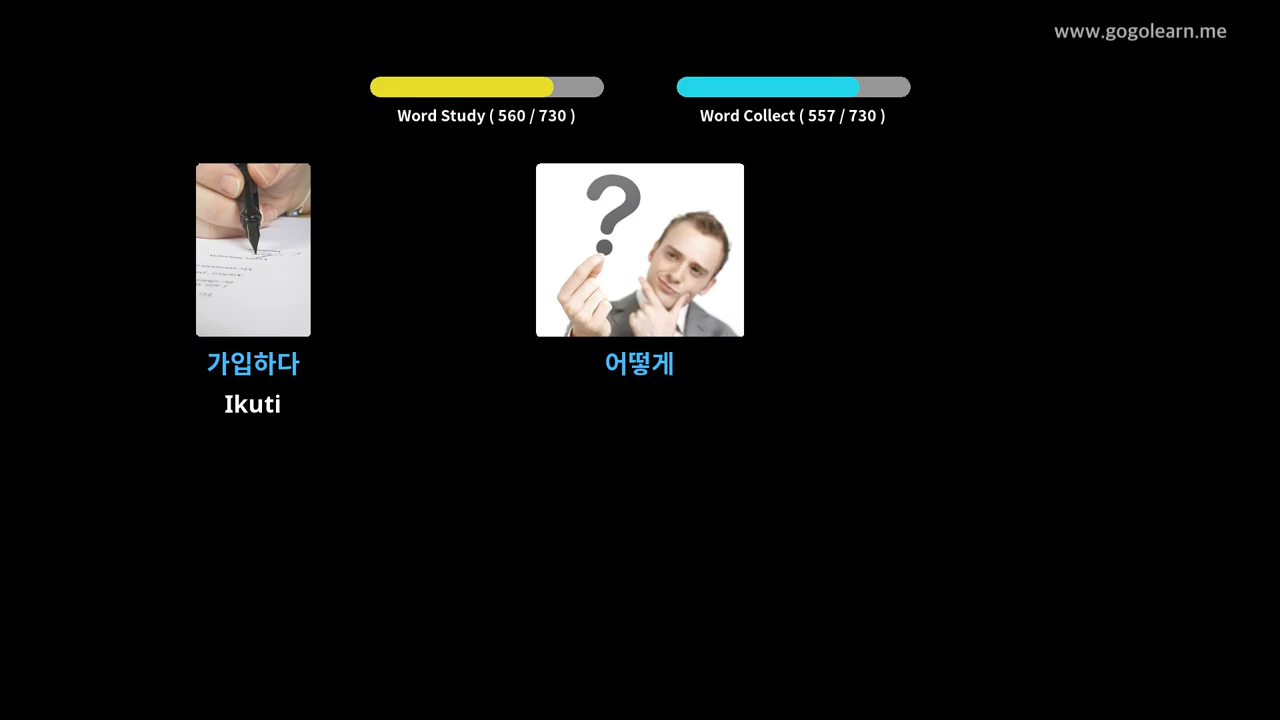 www.gogolearn.me
Word Study ( 560 / 730 )
Word Collect ( 557 / 730 )
가입하다
Ikuti
어떻게